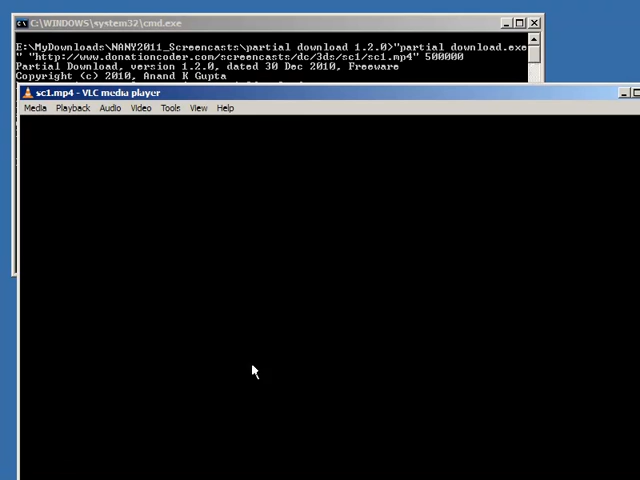 C:\WINDOWS\system32\cmd.exe
E:\MyDownloads\NANY2011_Screencasts\partial download 1.2.0>"partial download.exe
" "http://www.donationcoder.com/screencasts/dc/3ds/sc1/sc1.mp4" 500000
Partial Download, version 1.2.0, dated 30 Dec 2010, Freeware
Copyright (c) 2010, Anand K Gupta
sc1.mp4 - VLC media player
Media Playback Audio Video Tools View Help